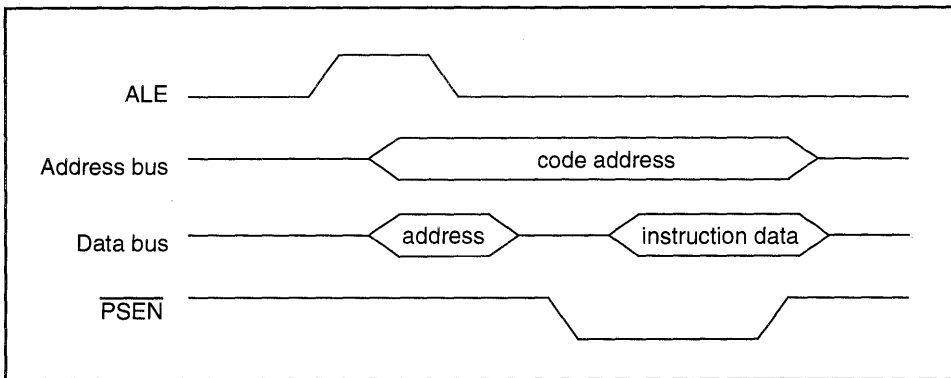 ALE
Address bus code address
Data bus address instruction data
PSEN